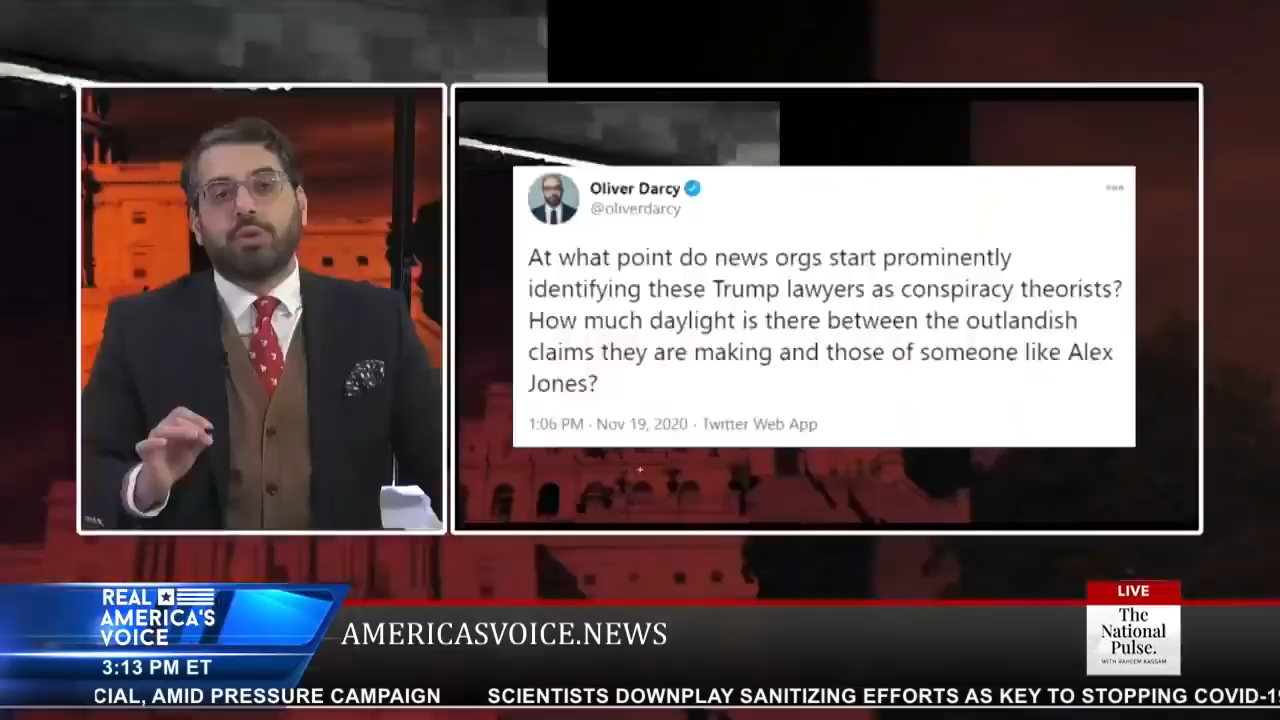 Oliver Darcy
@oliverdarcy
At what point do news orgs start prominently
identifying these Trump lawyers as conspiracy theorists?
How much daylight is there between the outlandish
claims they are making and those of someone like Alex
Jones?
1:06 PM · Nov 19, 2020 · Twitter Web App
REAL
AMERICA'S
VOICE
3:13 PM ET
AMERICASVOICE.NEWS
LIVE
The
National
Pulse.
WITH RAHEEM KASSAM
CIAL, AMID PRESSURE CAMPAIGN SCIENTISTS DOWNPLAY SANITIZING EFFORTS AS KEY TO STOPPING COVID-19